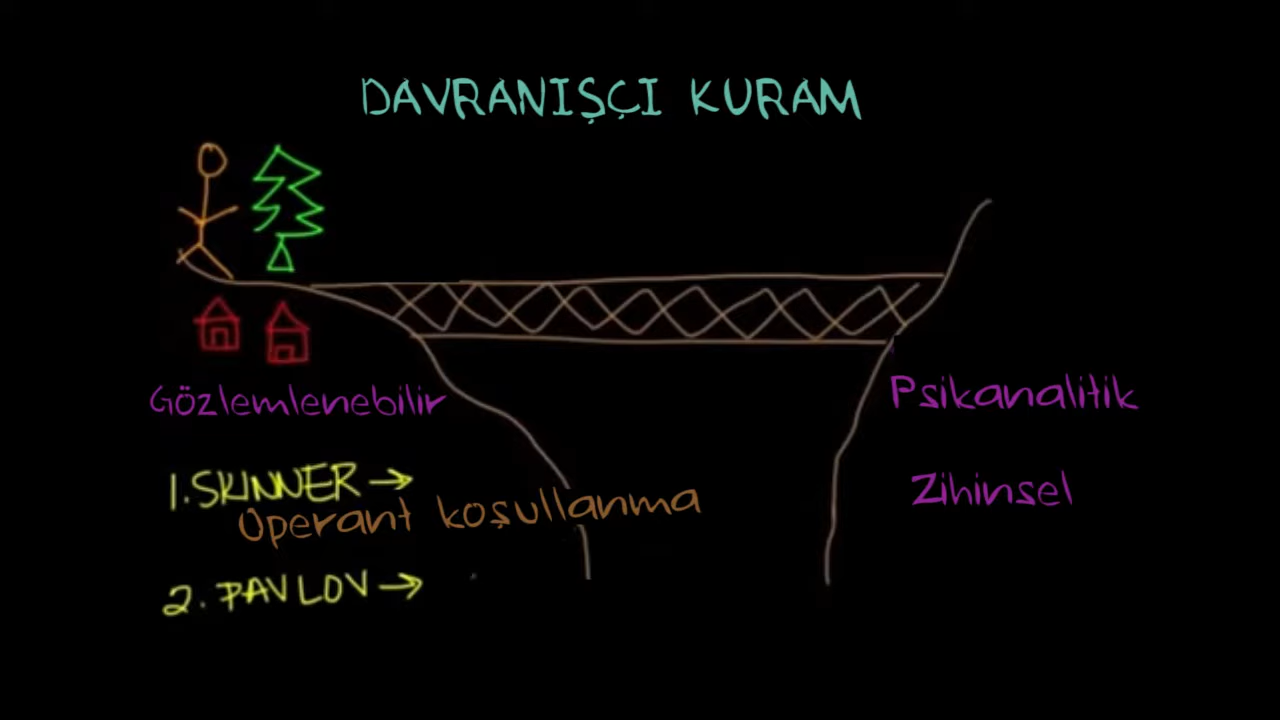 DAVRANIŞÇI KURAM
Gözlemlenebilir
Psikanalitik
1. SKINNER →
Zihinsel
Operant koşullanma
2. PAVLOV →